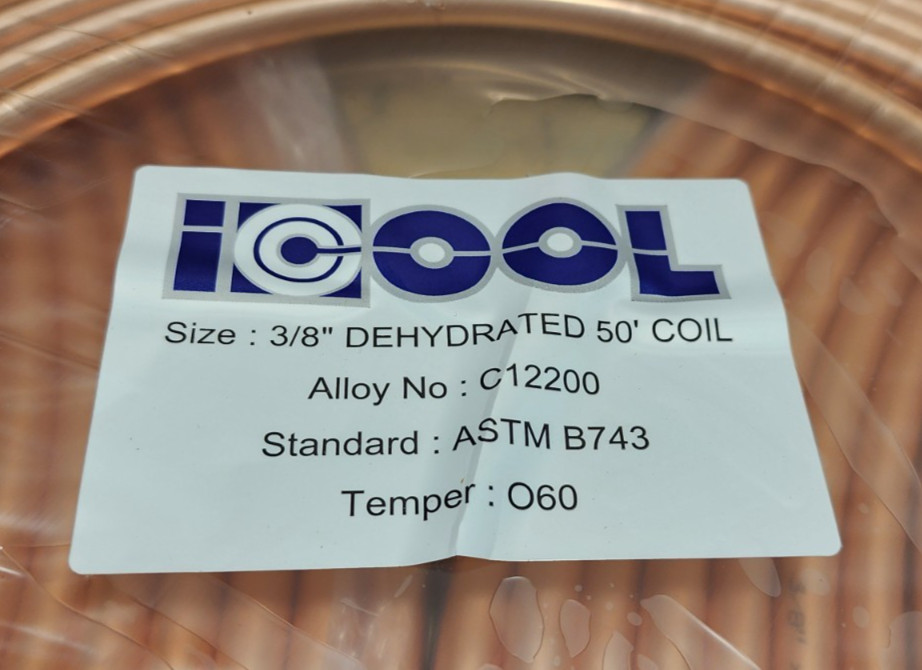 iCOOL
Size : 3/8" DEHYDRATED 50' COIL
Alloy No : C12200
Standard : ASTM B743
Temper : O60